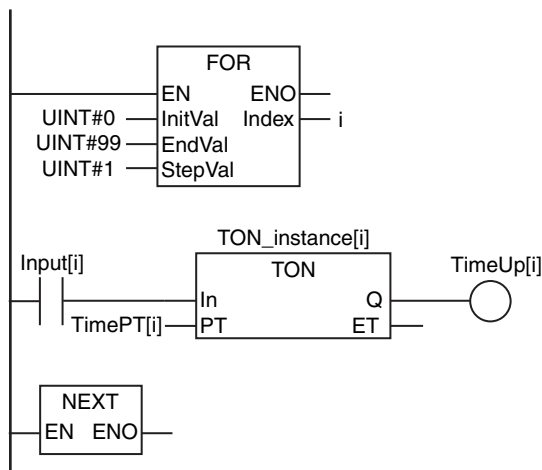 FOR
EN ENO
UINT#0 InitVal Index i
UINT#99 EndVal
UINT#1 StepVal
TON_instance[i]
Input[i] TON TimeUp[i]
In Q
TimePT[i] PT ET
NEXT
EN ENO